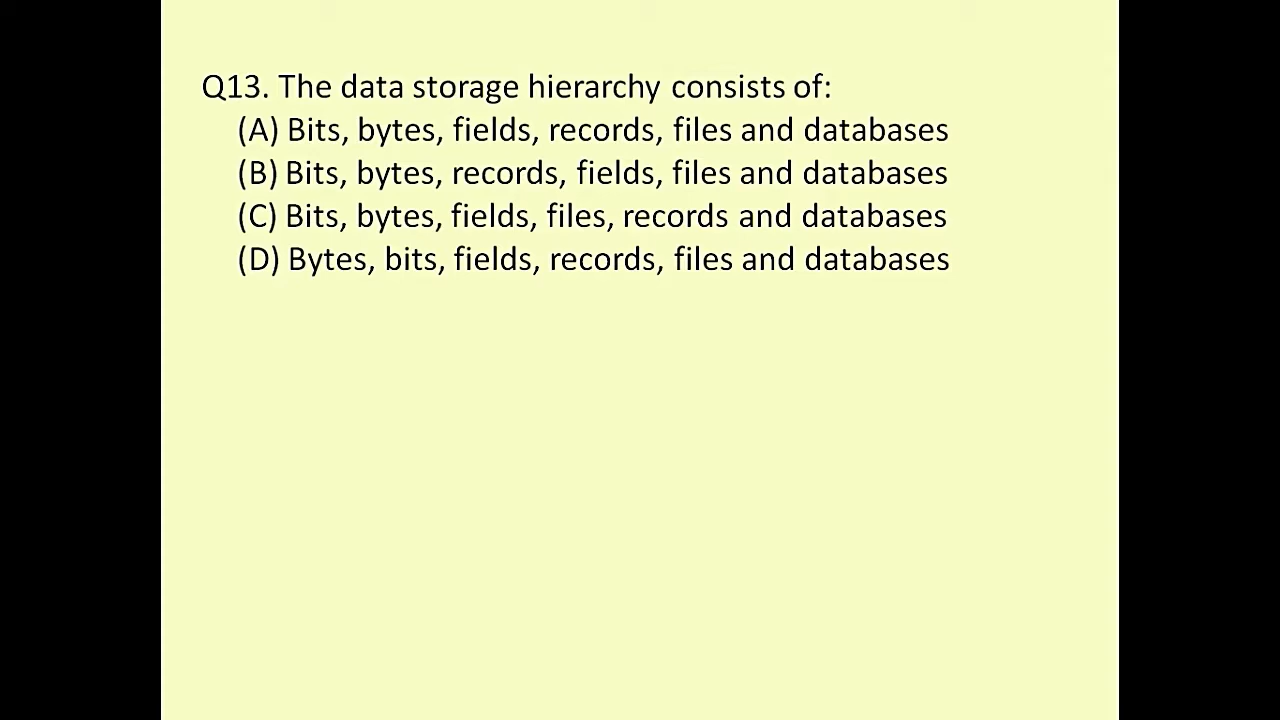 Q13. The data storage hierarchy consists of:
(A) Bits, bytes, fields, records, files and databases
(B) Bits, bytes, records, fields, files and databases
(C) Bits, bytes, fields, files, records and databases
(D) Bytes, bits, fields, records, files and databases